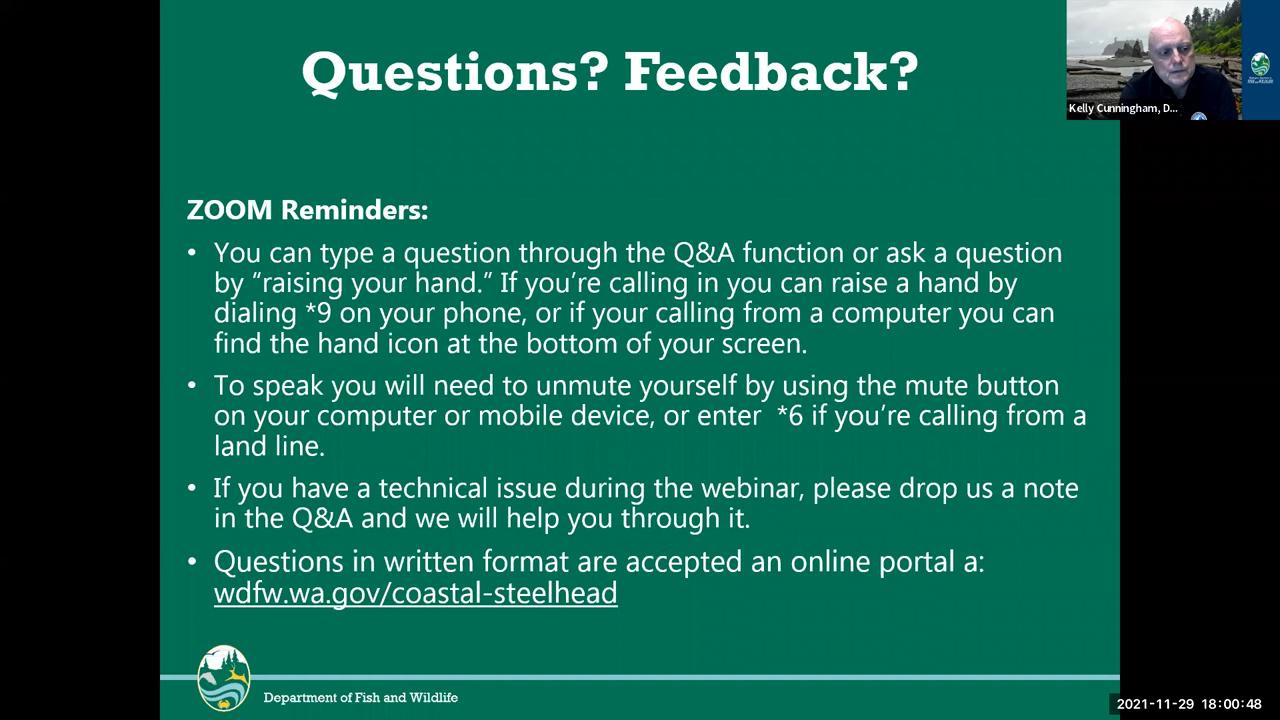 Questions? Feedback?
Kelly Cunningham, D...
ZOOM Reminders:
• You can type a question through the Q&A function or ask a question
by “raising your hand.” If you’re calling in you can raise a hand by
dialing *9 on your phone, or if your calling from a computer you can
find the hand icon at the bottom of your screen.
• To speak you will need to unmute yourself by using the mute button
on your computer or mobile device, or enter *6 if you’re calling from a
land line.
• If you have a technical issue during the webinar, please drop us a note
in the Q&A and we will help you through it.
• Questions in written format are accepted an online portal a:
wdfw.wa.gov/coastal-steelhead
Department of Fish and Wildlife
2021-11-29 18:00:48